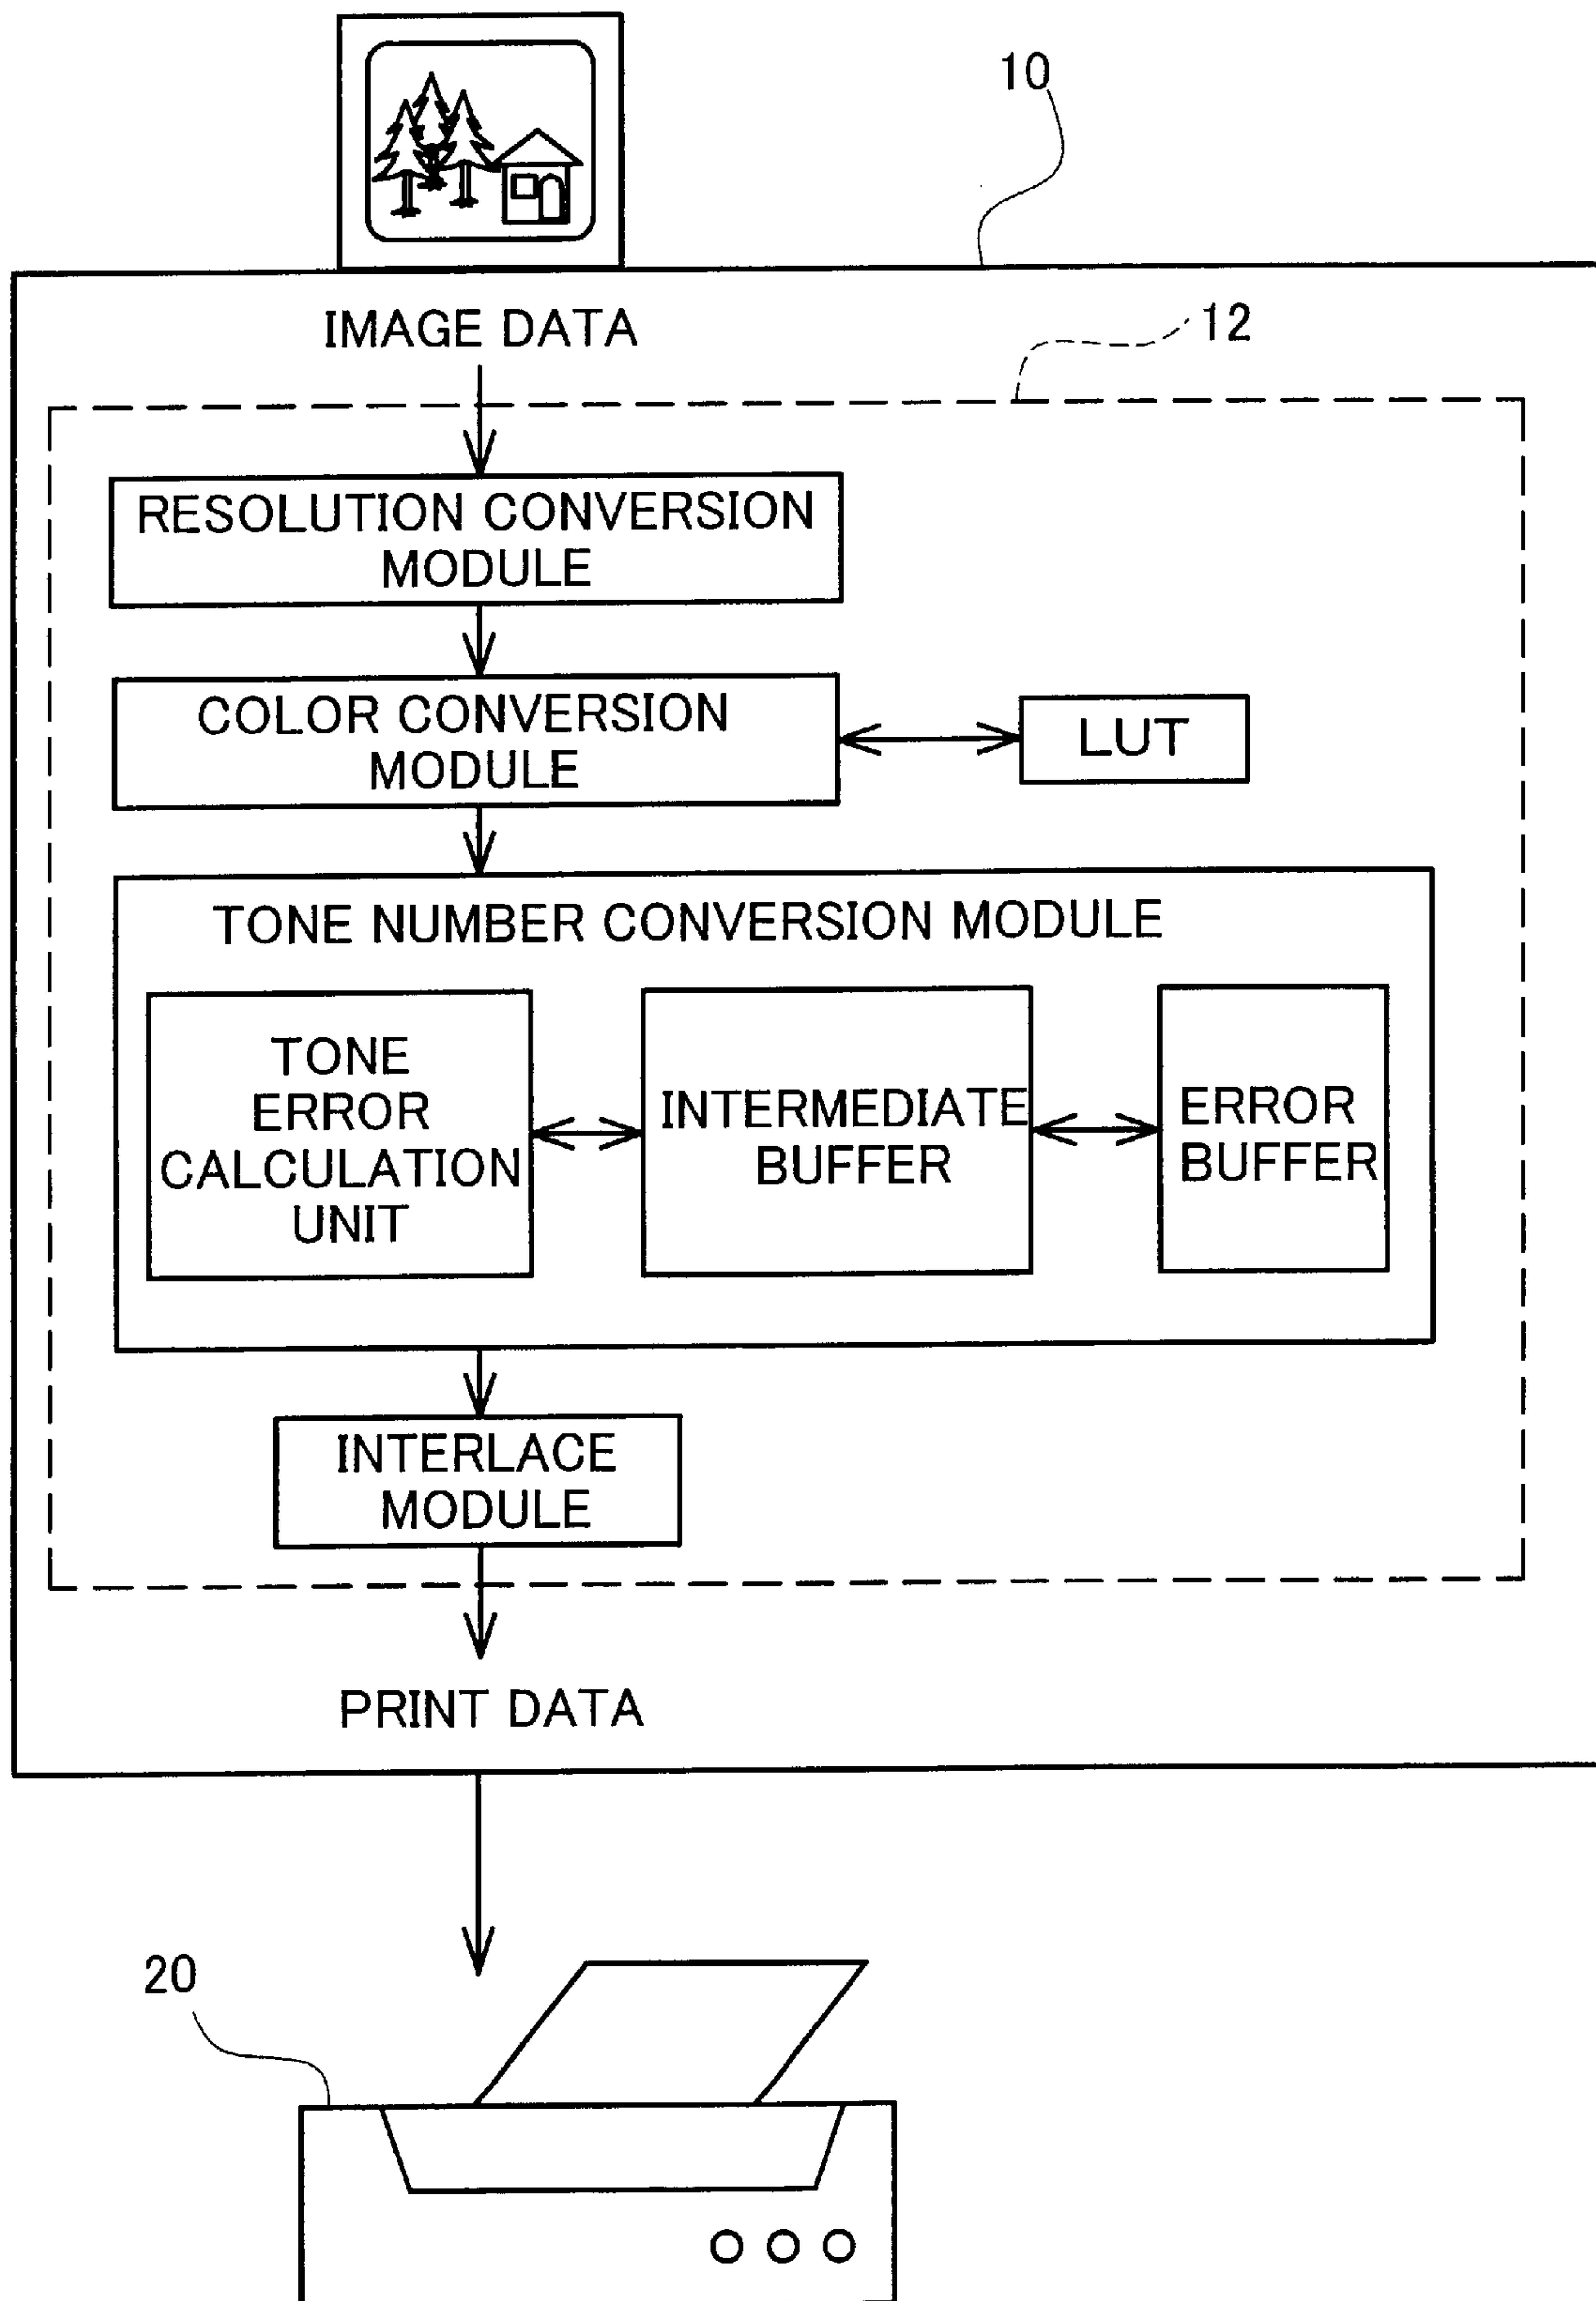 10
IMAGE DATA
12
RESOLUTION CONVERSION
MODULE
COLOR CONVERSION
MODULE
LUT
TONE NUMBER CONVERSION MODULE
TONE
ERROR
CALCULATION
UNIT
INTERMEDIATE
BUFFER
ERROR
BUFFER
INTERLACE
MODULE
PRINT DATA
20